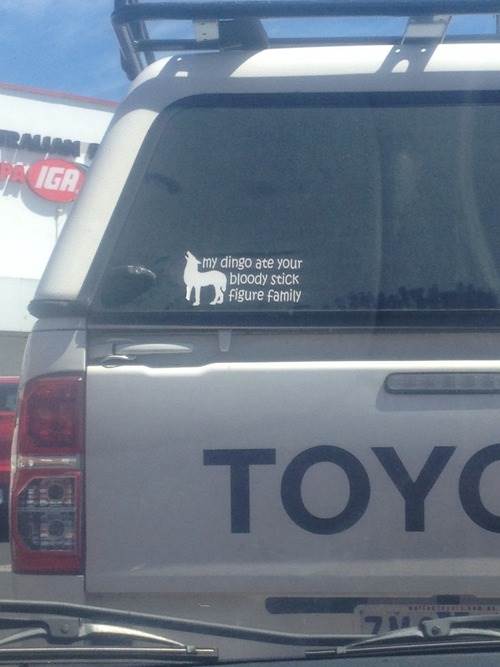 IGA
my dingo ate your
bloody stick
figure family
TOYO